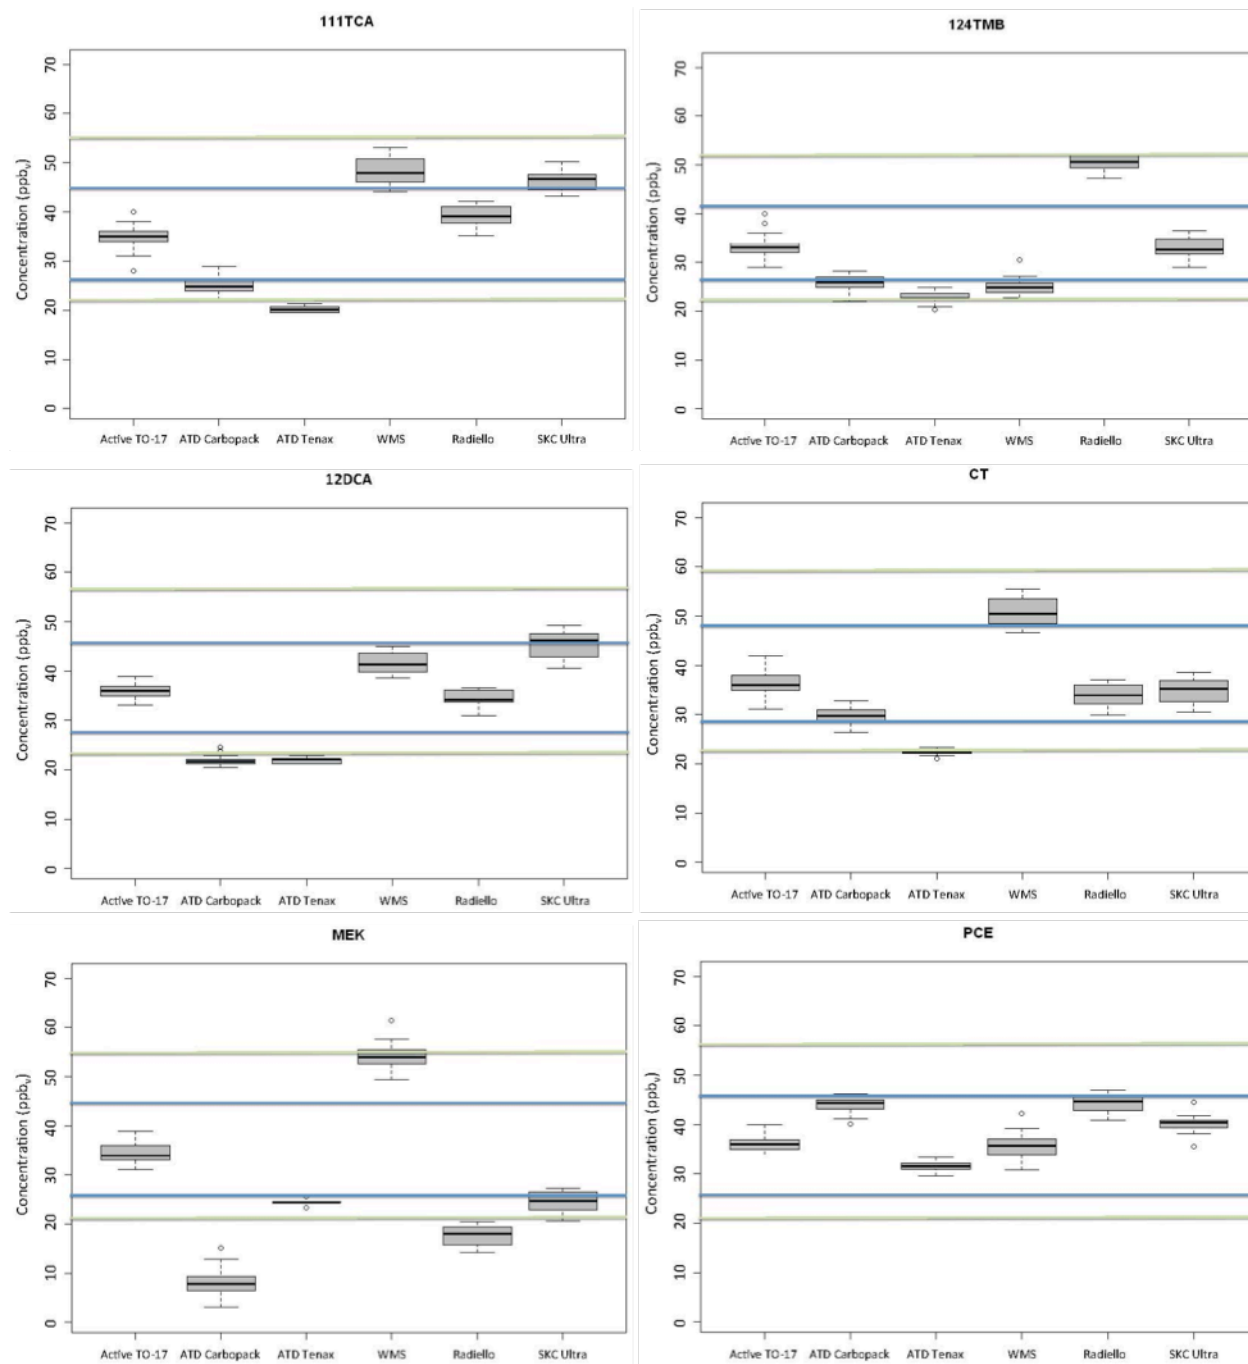 111TCA
Concentration (ppbv)
70
60
50
40
30
20
10
0
Active TO-17 ATD Carbopack ATD Tenax WMS Radiello SKC Ultra
124TMB
Concentration (ppbv)
70
60
50
40
30
20
10
0
Active TO-17 ATD Carbopack ATD Tenax WMS Radiello SKC Ultra
12DCA
Concentration (ppbv)
70
60
50
40
30
20
10
0
Active TO-17 ATD Carbopack ATD Tenax WMS Radiello SKC Ultra
CT
Concentration (ppbv)
70
60
50
40
30
20
10
0
Active TO-17 ATD Carbopack ATD Tenax WMS Radiello SKC Ultra
MEK
Concentration (ppbv)
70
60
50
40
30
20
10
0
Active TO-17 ATD Carbopack ATD Tenax WMS Radiello SKC Ultra
PCE
Concentration (ppbv)
70
60
50
40
30
20
10
0
Active TO-17 ATD Carbopack ATD Tenax WMS Radiello SKC Ultra